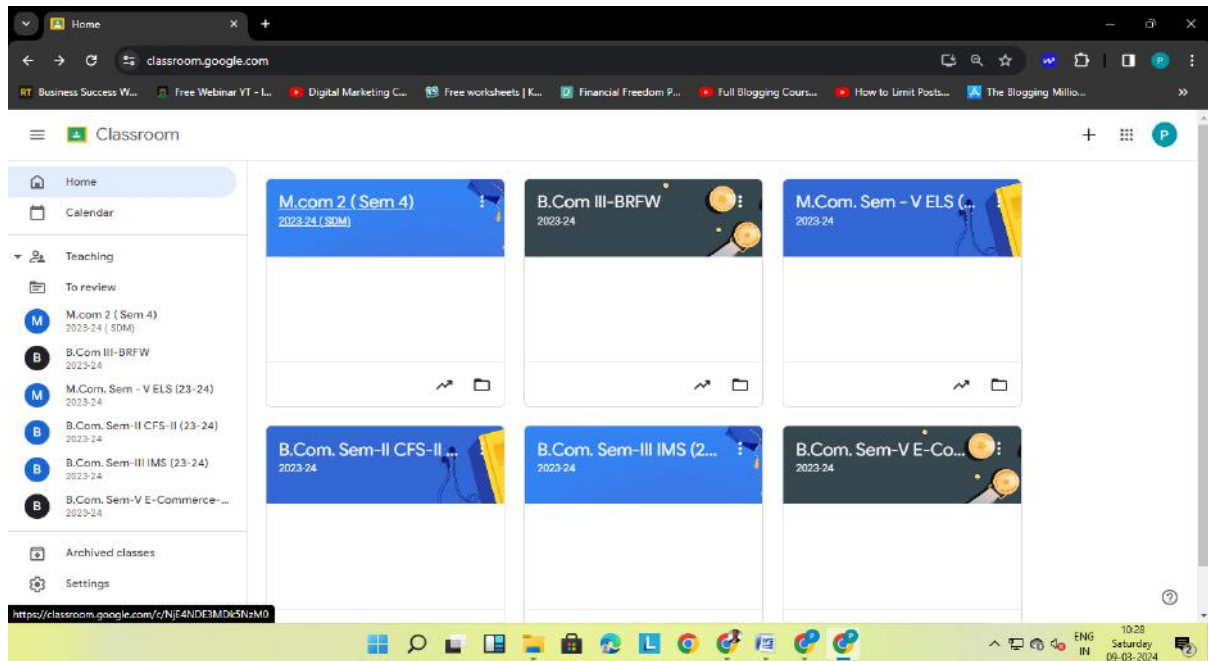 Home
classroom.google.com
Business Success W...
Free Webinar YT - I...
Digital Marketing C...
Free worksheets | K...
Financial Freedom P...
Full Blogging Cours...
How to Limit Posts...
The Blogging Millio...
Classroom
P
Home
Calendar
Teaching
To review
M
M.com 2 ( Sem 4)
2023-24 ( SDM)
B
B.Com III-BRFW
2023-24
M
M.Com. Sem - V ELS (23-24)
2023-24
B
B.Com. Sem-II CFS-II (23-24)
2023-24
B
B.Com. Sem-III IMS (23-24)
2023-24
B
B.Com. Sem-V E-Commerce-...
2023-24
Archived classes
Settings
M.com 2 ( Sem 4)
2023-24 ( SDM)
B.Com III-BRFW
2023-24
M.Com. Sem - V ELS (...
2023-24
B.Com. Sem-II CFS-II ...
2023-24
B.Com. Sem-III IMS (2...
2023-24
B.Com. Sem-V E-Co...
2023-24
https://classroom.google.com/c/NjE4NDE3MDk5NzM0
ENG
IN
10:28
Saturday
09-03-2024